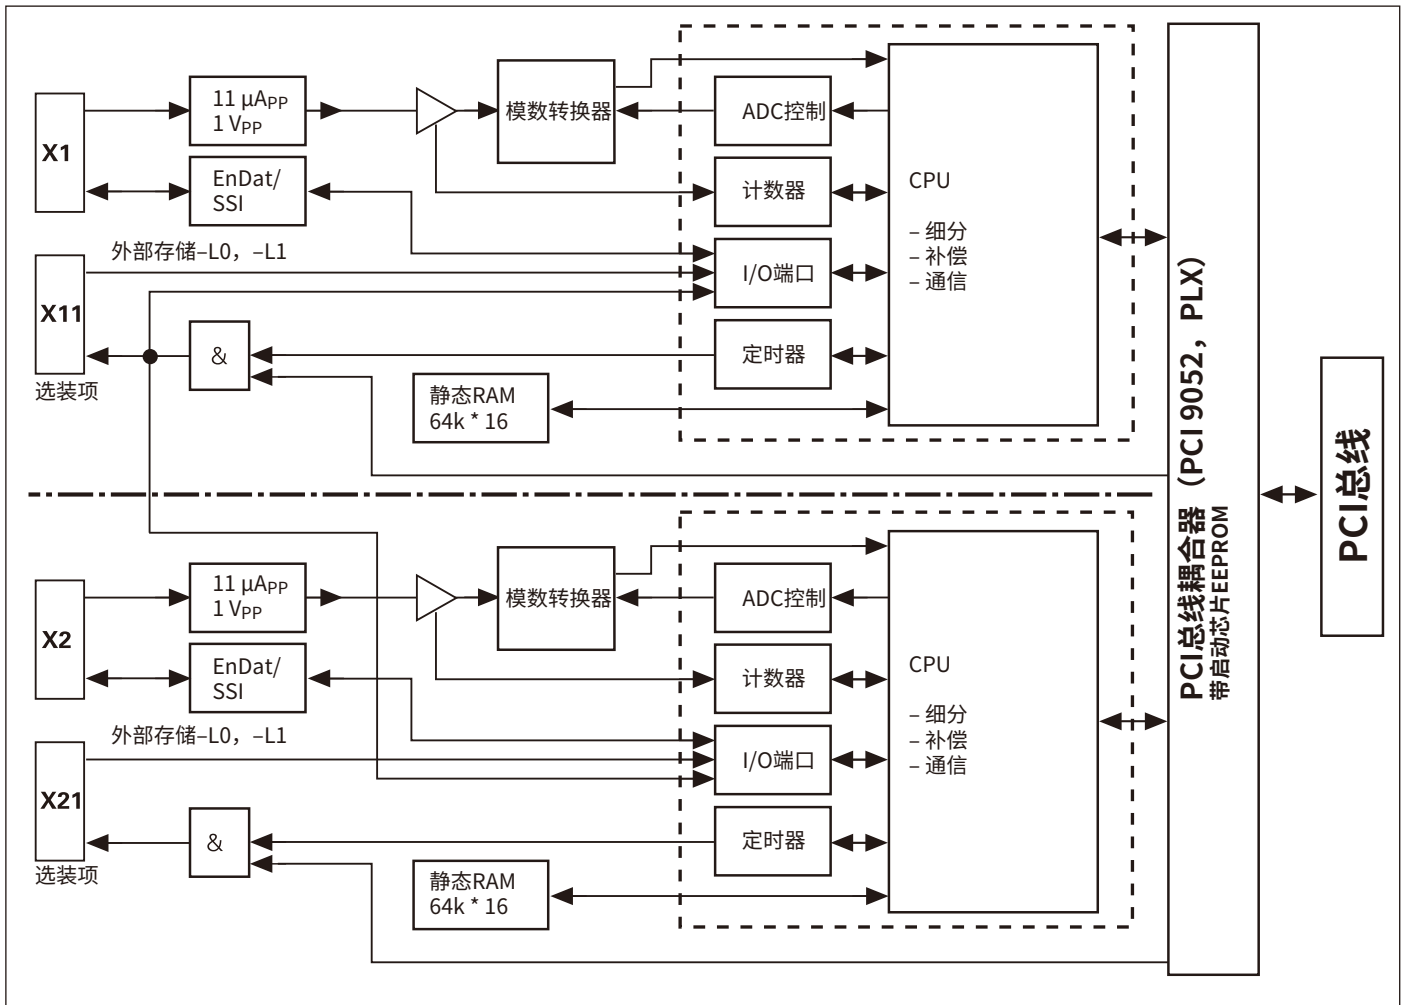 X1
11 µAPP
1 VPP
EnDat/
SSI
模数转换器
ADC控制
计数器
I/O端口
定时器
CPU
– 细分
– 补偿
– 通信
外部存储–L0，–L1
X11
选装项
&
静态RAM
64k * 16
X2
11 µAPP
1 VPP
EnDat/
SSI
模数转换器
ADC控制
计数器
I/O端口
定时器
CPU
– 细分
– 补偿
– 通信
外部存储–L0，–L1
X21
选装项
&
静态RAM
64k * 16
PCI总线耦合器（PCI 9052，PLX）
带启动芯片EEPROM
PCI总线